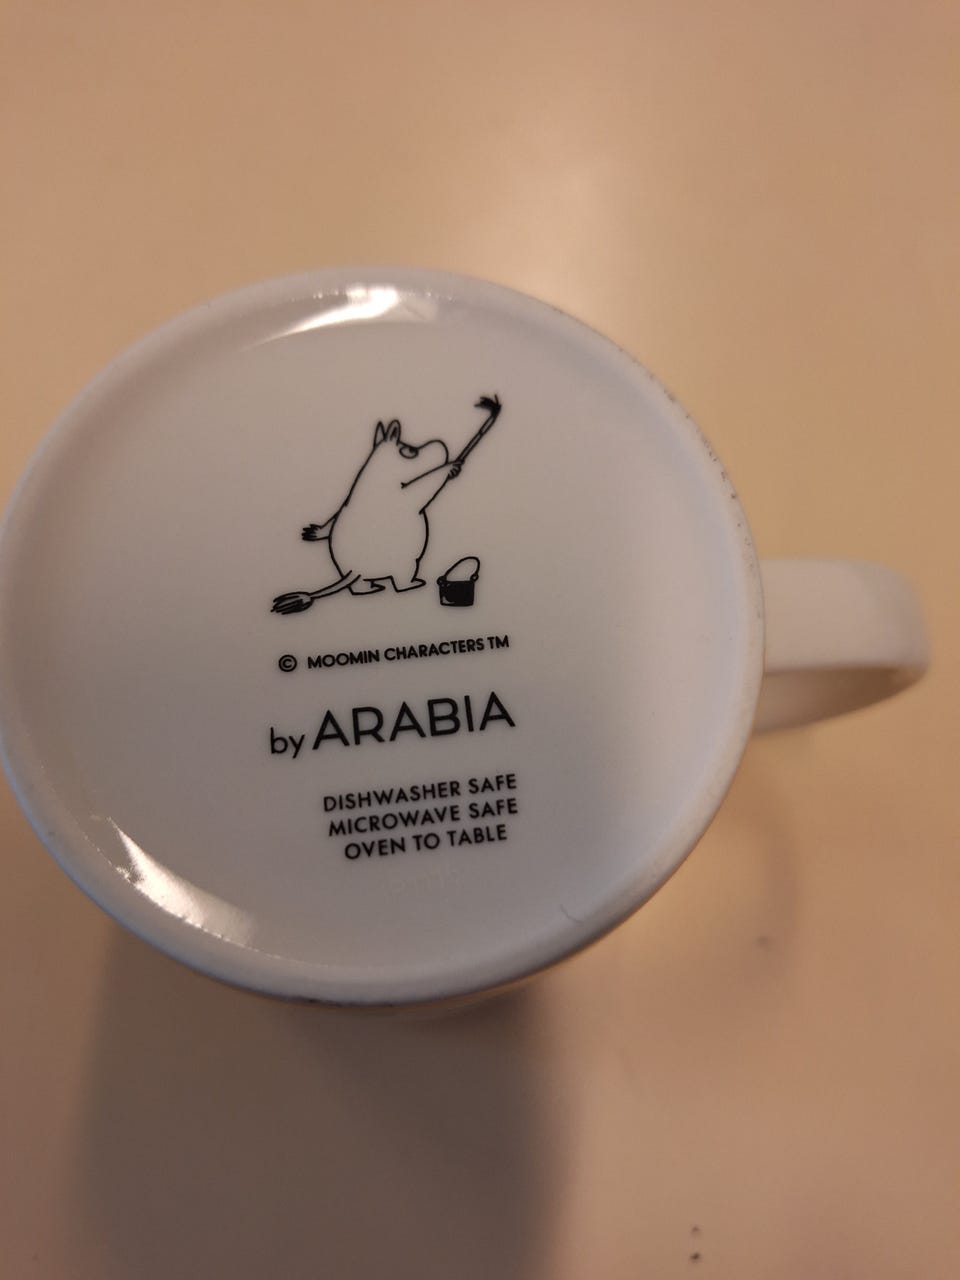 © MOOMIN CHARACTERS TM
by ARABIA
DISHWASHER SAFE
MICROWAVE SAFE
OVEN TO TABLE